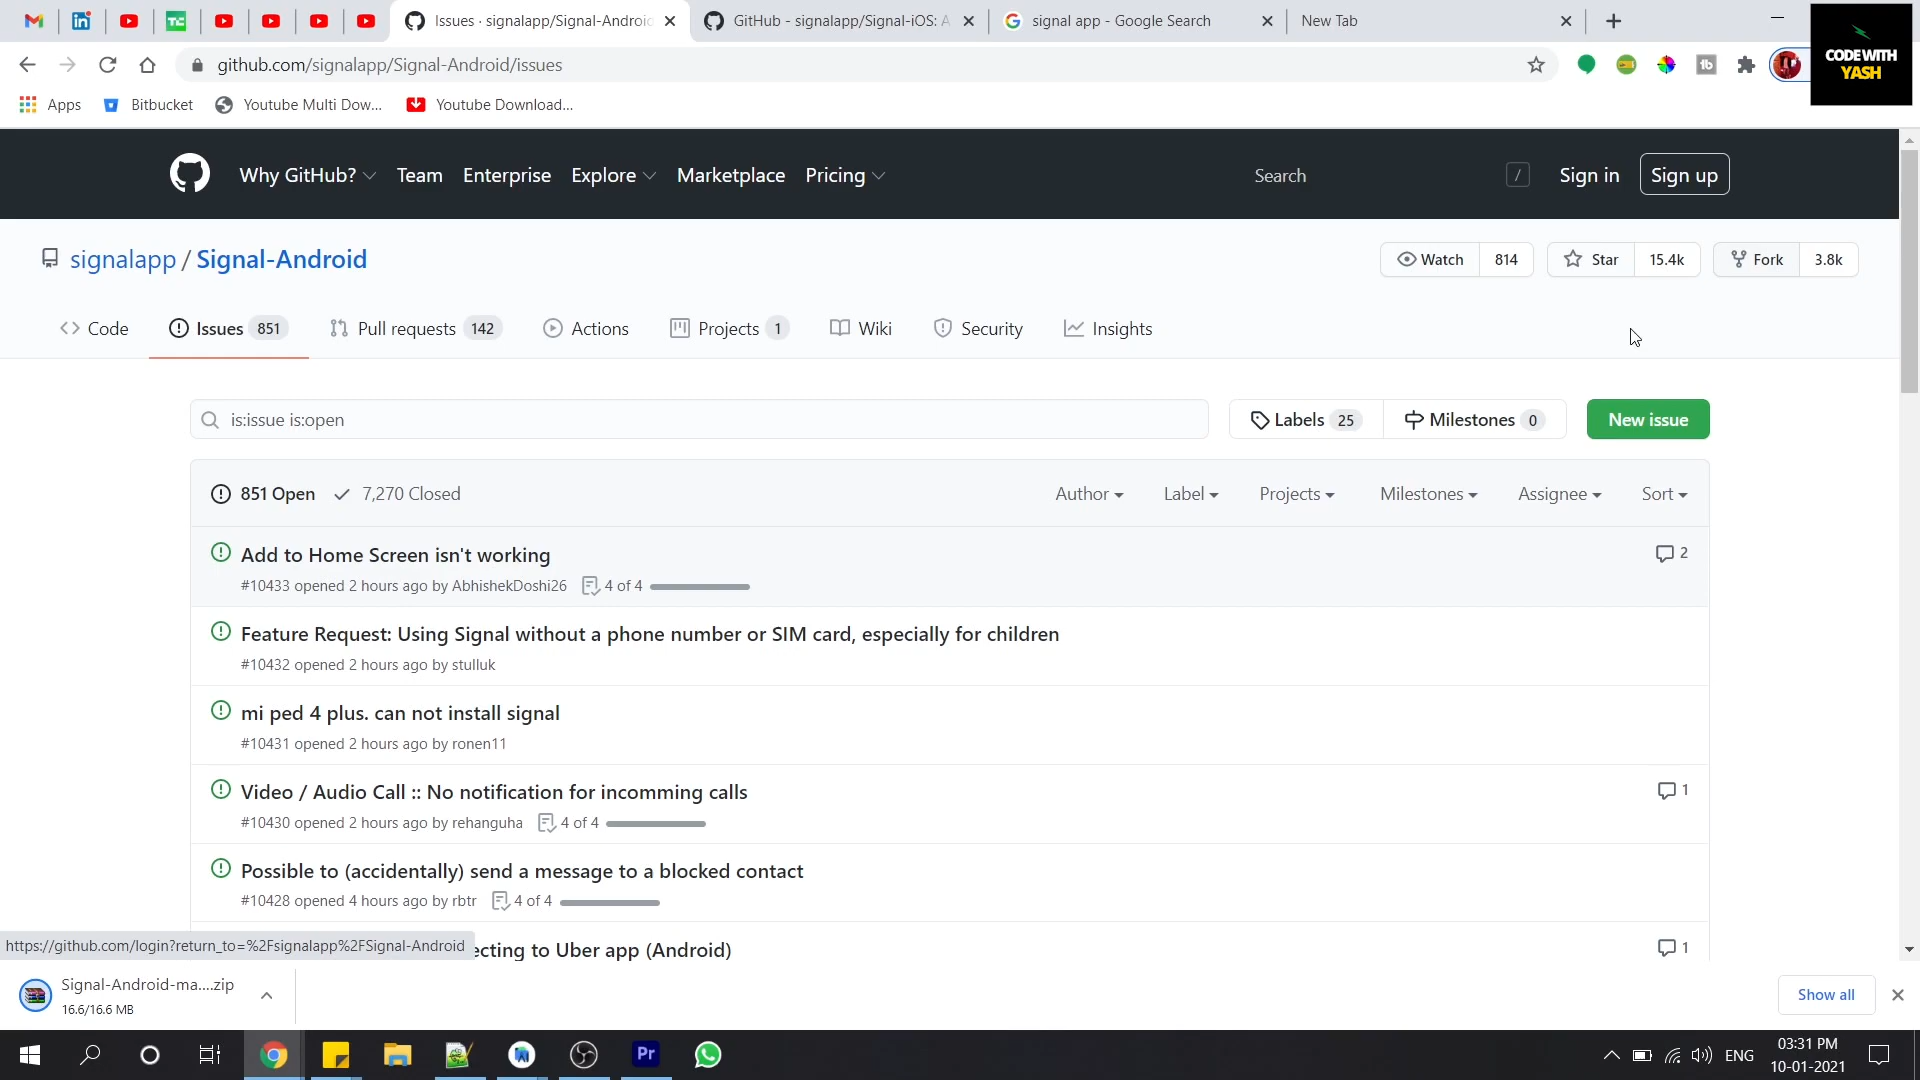 Issues · signalapp/Signal-Android
GitHub - signalapp/Signal-iOS: A
signal app - Google Search
New Tab
github.com/signalapp/Signal-Android/issues
CODE WITH
YASH
Apps
Bitbucket
Youtube Multi Dow...
Youtube Download...
Why GitHub?
Team
Enterprise
Explore
Marketplace
Pricing
Search
/
Sign in
Sign up
signalapp / Signal-Android
Watch 814
Star 15.4k
Fork 3.8k
Code
Issues 851
Pull requests 142
Actions
Projects 1
Wiki
Security
Insights
is:issue is:open
Labels 25
Milestones 0
New issue
851 Open
7,270 Closed
Author
Label
Projects
Milestones
Assignee
Sort
Add to Home Screen isn't working
2
#10433 opened 2 hours ago by AbhishekDoshi26 4 of 4
Feature Request: Using Signal without a phone number or SIM card, especially for children
#10432 opened 2 hours ago by stulluk
mi ped 4 plus. can not install signal
#10431 opened 2 hours ago by ronen11
Video / Audio Call :: No notification for incomming calls
1
#10430 opened 2 hours ago by rehanguha 4 of 4
Possible to (accidentally) send a message to a blocked contact
#10428 opened 4 hours ago by rbtr 4 of 4
https://github.com/login?return_to=%2Fsignalapp%2FSignal-Android
ecting to Uber app (Android)
1
Signal-Android-ma....zip
16.6/16.6 MB
Show all
Pr
ENG
03:31 PM
10-01-2021